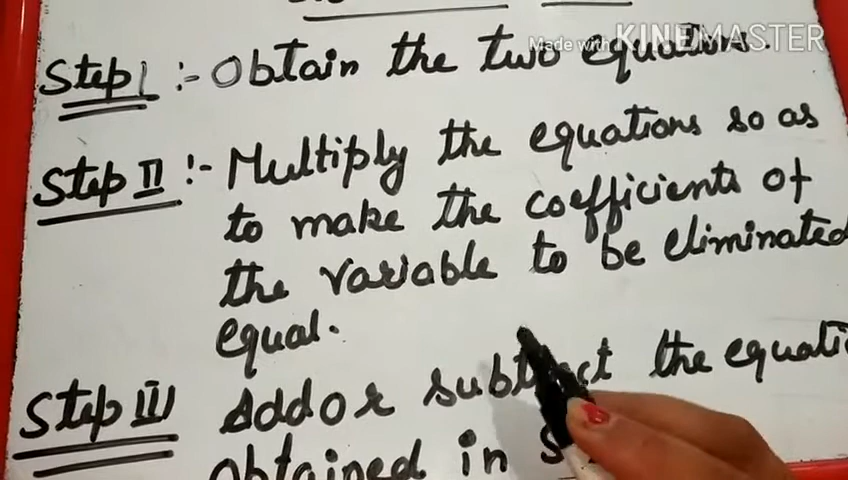 Made with KINEMASTER
Step I :- Obtain the two equations.
Step II :- Multiply the equations so as
to make the coefficients of
the variable to be eliminated
equal.
Step III Add or subtract the
obtained in